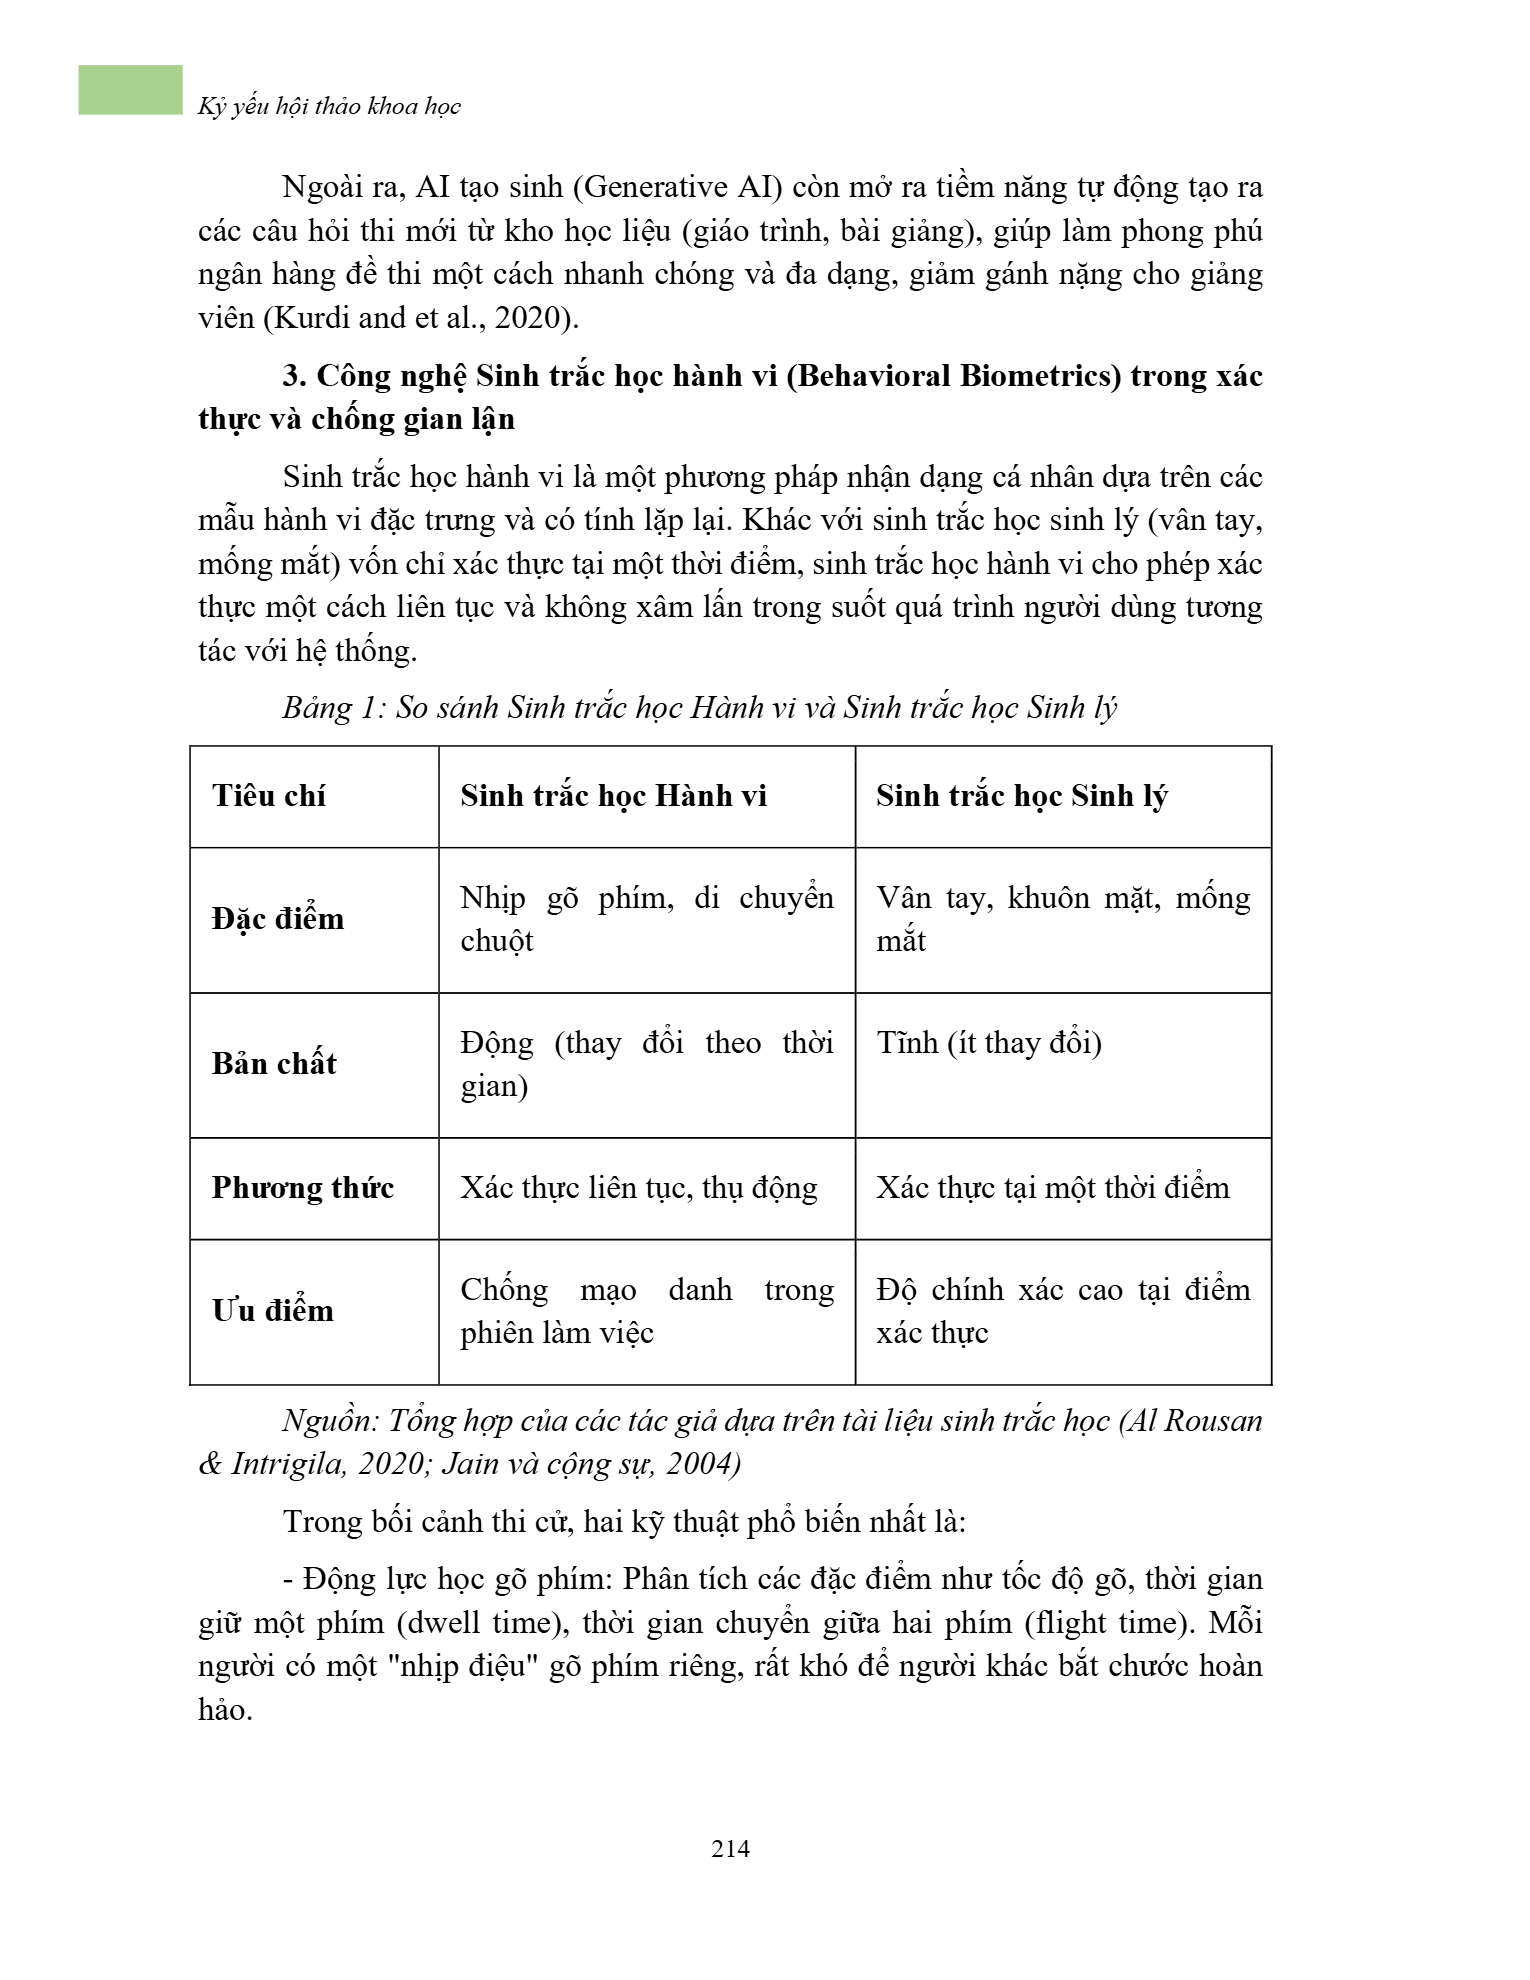 Kỷ yếu hội thảo khoa học
Ngoài ra, AI tạo sinh (Generative AI) còn mở ra tiềm năng tự động tạo ra
các câu hỏi thi mới từ kho học liệu (giáo trình, bài giảng), giúp làm phong phú
ngân hàng đề thi một cách nhanh chóng và đa dạng, giảm gánh nặng cho giảng
viên (Kurdi and et al., 2020).
3. Công nghệ Sinh trắc học hành vi (Behavioral Biometrics) trong xác
thực và chống gian lận
Sinh trắc học hành vi là một phương pháp nhận dạng cá nhân dựa trên các
mẫu hành vi đặc trưng và có tính lặp lại. Khác với sinh trắc học sinh lý (vân tay,
mống mắt) vốn chỉ xác thực tại một thời điểm, sinh trắc học hành vi cho phép xác
thực một cách liên tục và không xâm lấn trong suốt quá trình người dùng tương
tác với hệ thống.
Bảng 1: So sánh Sinh trắc học Hành vi và Sinh trắc học Sinh lý
Tiêu chí
Sinh trắc học Hành vi
Sinh trắc học Sinh lý
Đặc điểm
Nhịp gõ phím, di chuyển
chuột
Vân tay, khuôn mặt, mống
mắt
Bản chất
Động (thay đổi theo thời
gian)
Tĩnh (ít thay đổi)
Phương thức
Xác thực liên tục, thụ động
Xác thực tại một thời điểm
Ưu điểm
Chống mạo danh trong
phiên làm việc
Độ chính xác cao tại điểm
xác thực
Nguồn: Tổng hợp của các tác giả dựa trên tài liệu sinh trắc học (Al Rousan
& Intrigila, 2020; Jain và cộng sự, 2004)
Trong bối cảnh thi cử, hai kỹ thuật phổ biến nhất là:
- Động lực học gõ phím: Phân tích các đặc điểm như tốc độ gõ, thời gian
giữ một phím (dwell time), thời gian chuyển giữa hai phím (flight time). Mỗi
người có một "nhịp điệu" gõ phím riêng, rất khó để người khác bắt chước hoàn
hảo.
214